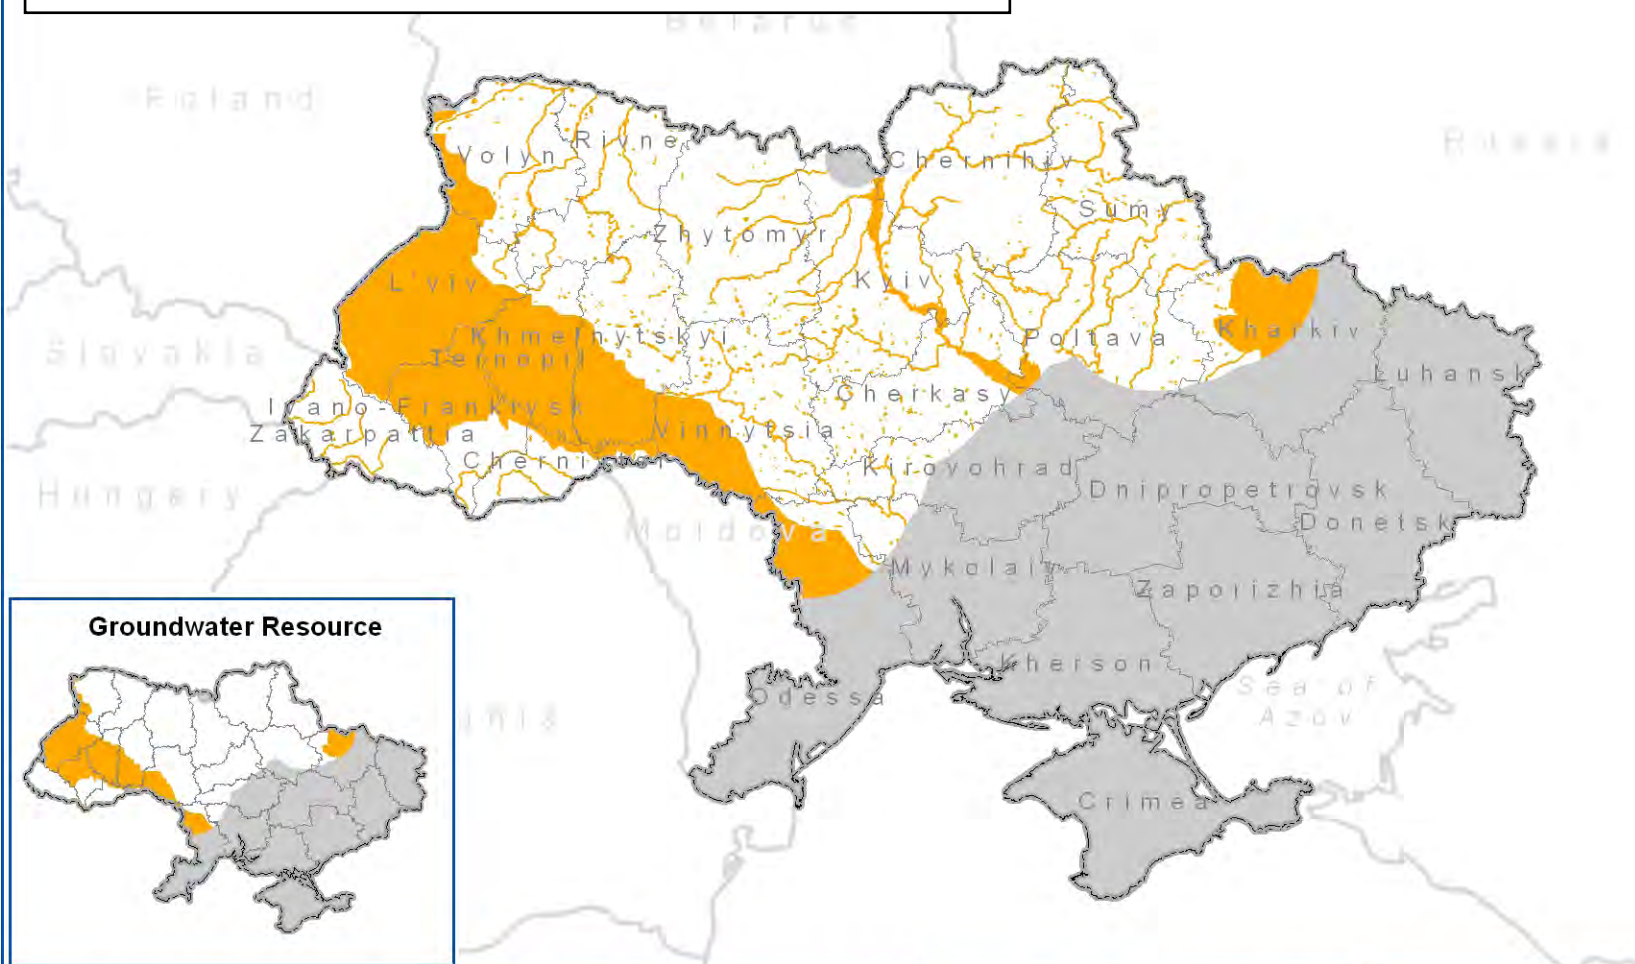 Belarus
Poland
Russia
Volyn
Rivne
Chernihiv
Sumy
Zhytomyr
L'viv
Kyiv
Khmelnytskyi
Poltava
Kharkiv
Slovakia
Ternopil
Luhansk
Cherkasy
Ivano-Frankivsk
Zakarpattia
Vinnytsia
Chernivtsi
Kirovohrad
Hungary
Dnipropetrovsk
Moldova
Donetsk
Mykolaiv
Zaporizhia
Groundwater Resource
Kherson
Odessa
Sea of
Azov
Crimea